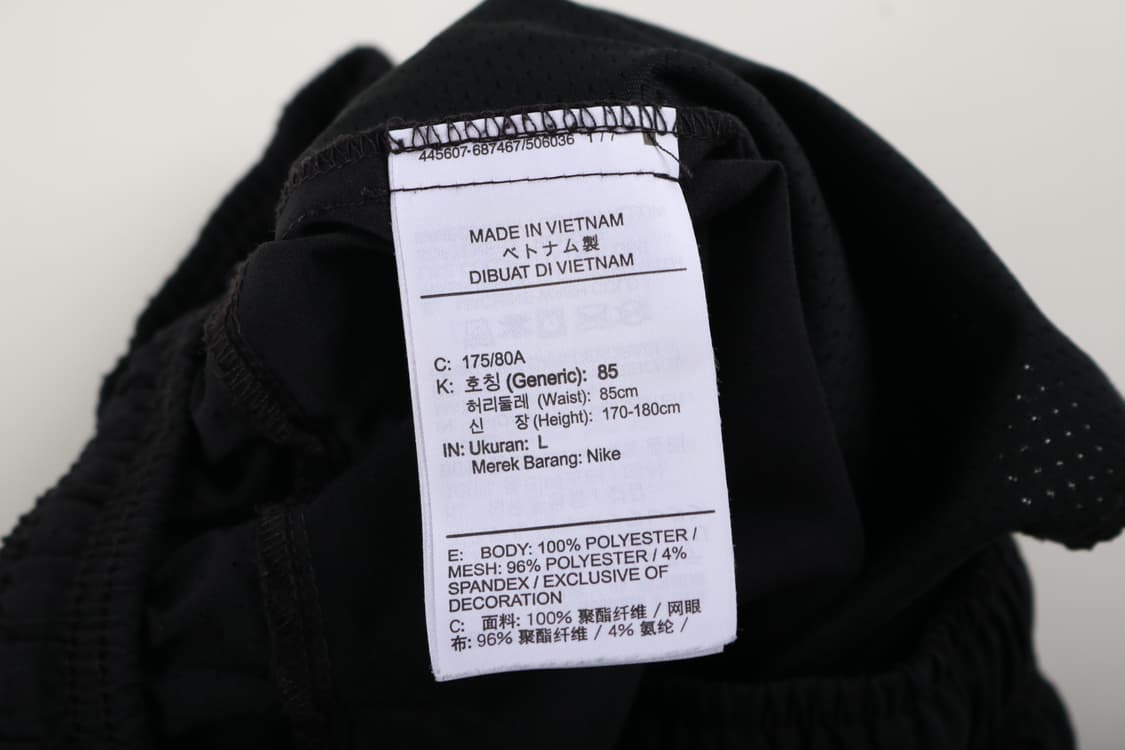 445607-687467/506036 1 / 7
MADE IN VIETNAM
ベトナム製
DIBUAT DI VIETNAM
C: 175/80A
K: 호칭 (Generic): 85
허리둘레 (Waist): 85cm
신 장 (Height): 170-180cm
IN: Ukuran: L
Merek Barang: Nike
E: BODY: 100% POLYESTER /
MESH: 96% POLYESTER / 4%
SPANDEX / EXCLUSIVE OF
DECORATION
C: 面料: 100% 聚酯纤维 / 网眼
布: 96% 聚酯纤维 / 4% 氨纶 /